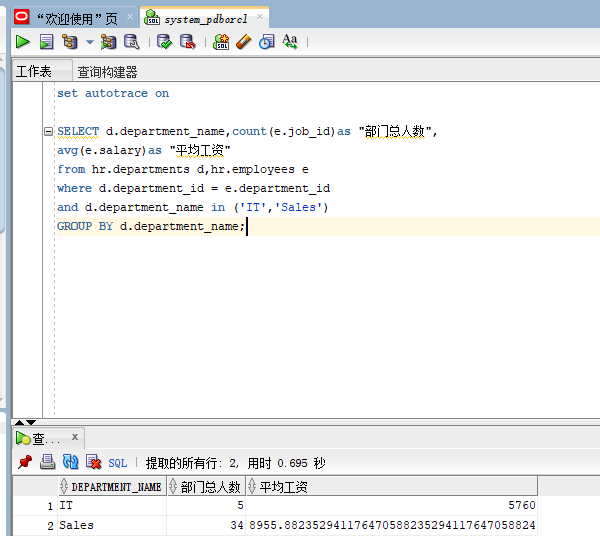 “欢迎使用”页 system_pdborcl
工作表 查询构建器
set autotrace on
SELECT d.department_name,count(e.job_id)as "部门总人数",
avg(e.salary)as "平均工资"
from hr.departments d,hr.employees e
where d.department_id = e.department_id
and d.department_name in ('IT','Sales')
GROUP BY d.department_name;
查... x
SQL 提取的所有行: 2, 用时 0.695 秒
DEPARTMENT_NAME 部门总人数 平均工资
1 IT 5 5760
2 Sales 34 8955.882352941176470588235294117647058824